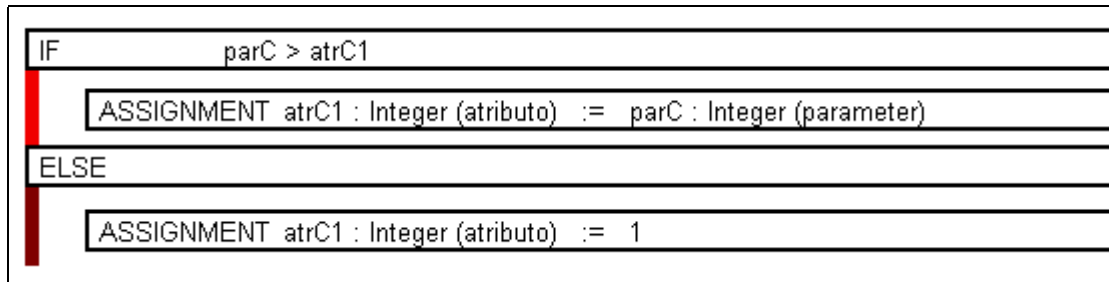 IF parC > atrC1
ASSIGNMENT atrC1 : Integer (atributo) := parC : Integer (parameter)
ELSE
ASSIGNMENT atrC1 : Integer (atributo) := 1